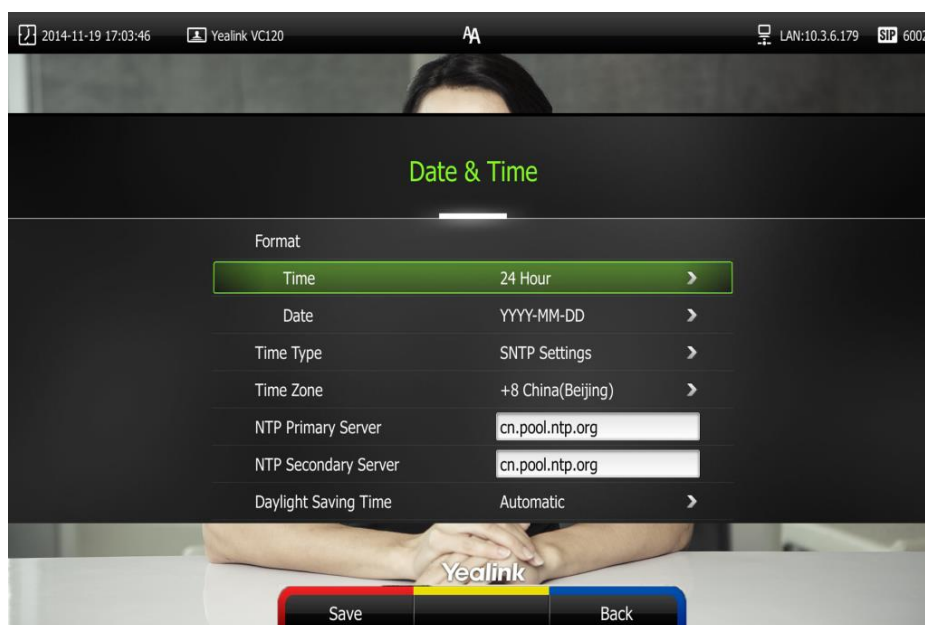 2014-11-19 17:03:46 Yealink VC120 AA LAN:10.3.6.179 SIP 6002
Date & Time
Format
Time 24 Hour
Date YYYY-MM-DD
Time Type SNTP Settings
Time Zone +8 China(Beijing)
NTP Primary Server cn.pool.ntp.org
NTP Secondary Server cn.pool.ntp.org
Daylight Saving Time Automatic
Yealink
Save Back